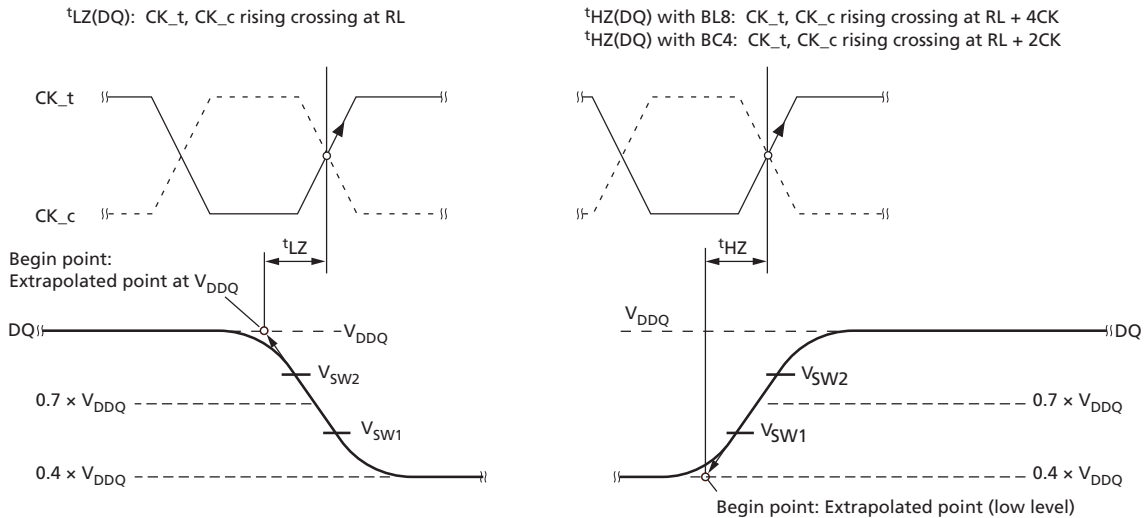 tLZ(DQ): CK_t, CK_c rising crossing at RL
tHZ(DQ) with BL8: CK_t, CK_c rising crossing at RL + 4CK
tHZ(DQ) with BC4: CK_t, CK_c rising crossing at RL + 2CK
CK_t
CK_c
tLZ
tHZ
Begin point:
Extrapolated point at VDDQ
DQ
VDDQ
VSW2
0.7 × VDDQ
VSW1
0.4 × VDDQ
VDDQ
DQ
VSW2
0.7 × VDDQ
VSW1
0.4 × VDDQ
Begin point: Extrapolated point (low level)